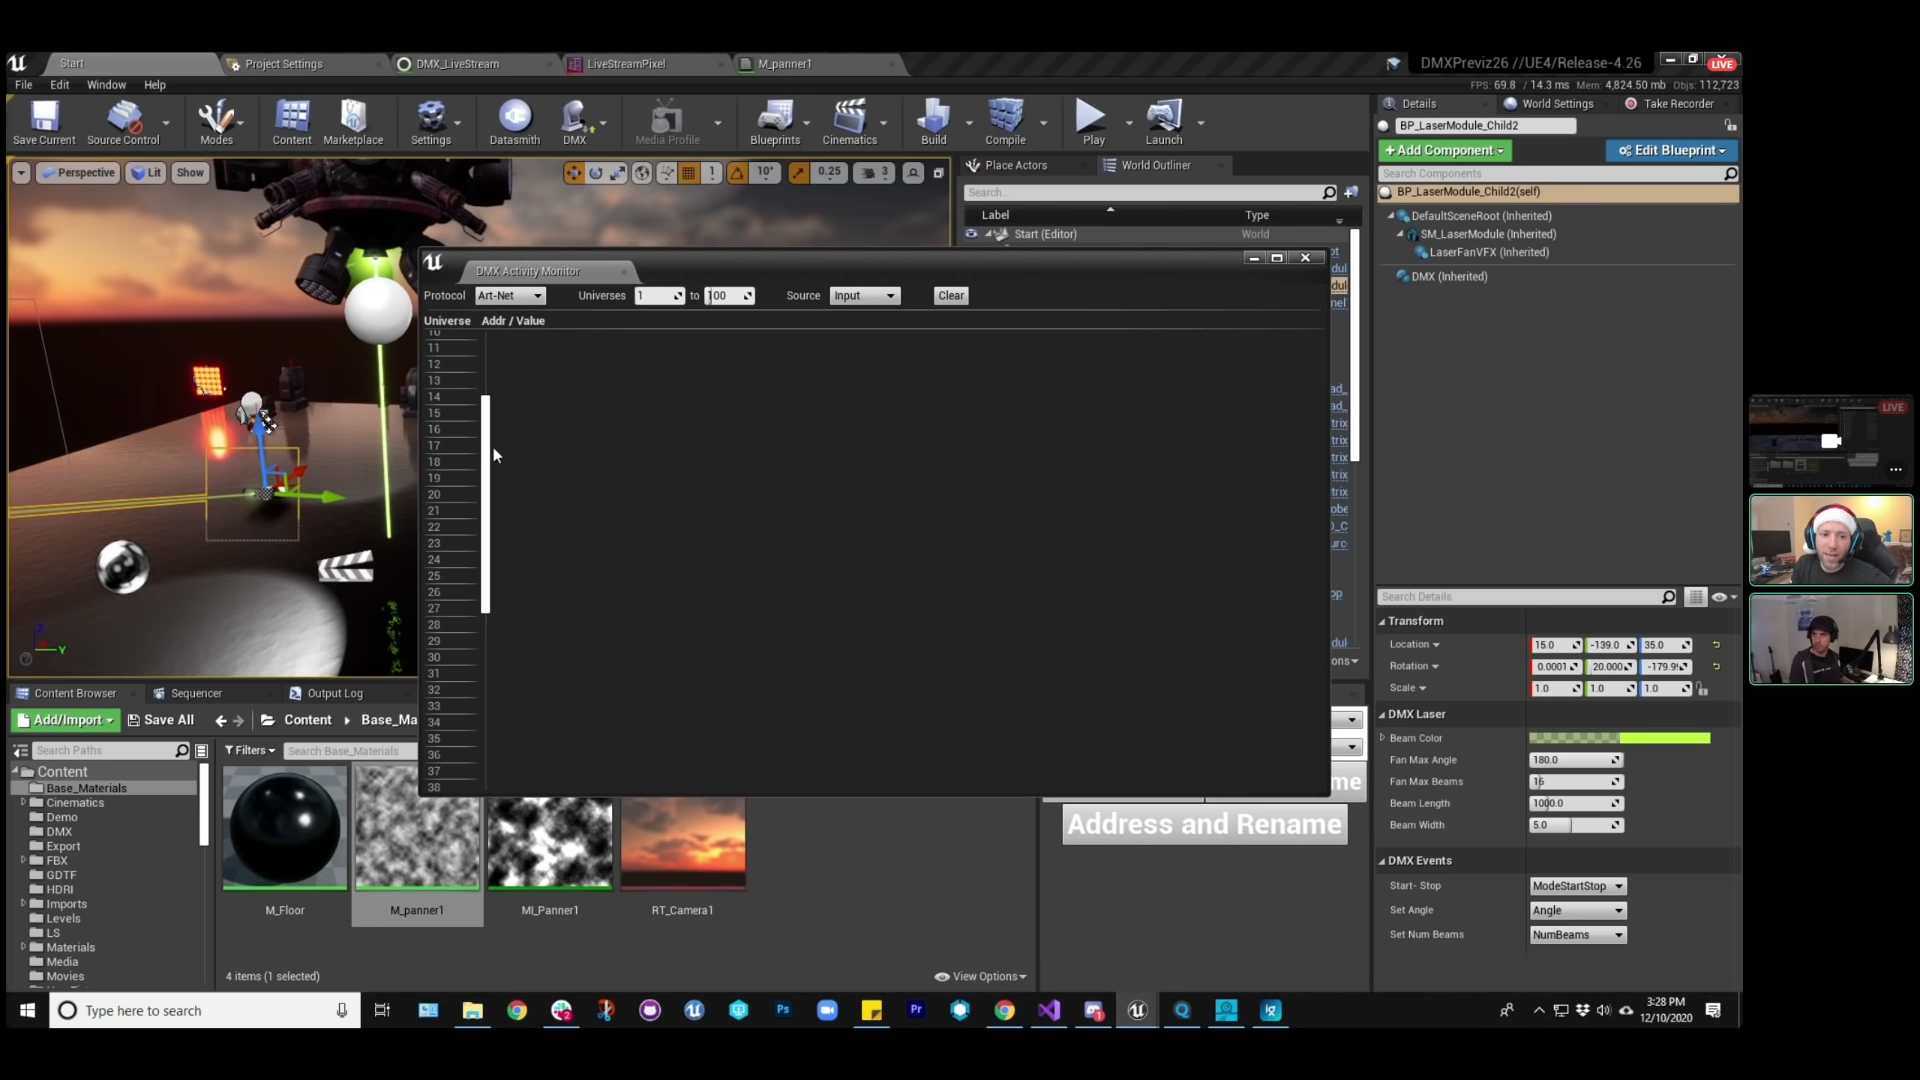 Start
Project Settings
DMX_LiveStream
LiveStreamPixel
M_panner1
DMXPreviz26 //UE4/Release-4.26
LIVE
File Edit Window Help
FPS: 69.8 / 14.3 ms Mem: 4,824.50 mb Objs: 112,723
Save Current
Source Control
Modes
Content
Marketplace
Settings
Datasmith
DMX
Media Profile
Blueprints
Cinematics
Build
Compile
Play
Launch
Details
World Settings
Take Recorder
BP_LaserModule_Child2
+Add Component
Edit Blueprint
Search Components
BP_LaserModule_Child2(self)
DefaultSceneRoot (Inherited)
SM_LaserModule (Inherited)
LaserFanVFX (Inherited)
DMX (Inherited)
Perspective
Lit
Show
10°
0.25
3
Place Actors
World Outliner
Search...
Label
Type
Start (Editor)
World
DMX Activity Monitor
Protocol Art-Net Universes 1 to 100 Source Input Clear
Universe Addr / Value
10
11
12
13
14
15
16
17
18
19
20
21
22
23
24
25
26
27
28
29
30
31
32
33
34
35
36
37
38
LIVE
Search Details
Transform
Location 15.0 -139.0 35.0
Rotation 0.0001 20.000 -179.9
Scale 1.0 1.0 1.0
DMX Laser
Beam Color
Fan Max Angle 180.0
Fan Max Beams 16
Beam Length 1000.0
Beam Width 5.0
DMX Events
Start- Stop ModeStartStop
Set Angle Angle
Set Num Beams NumBeams
Content Browser
Sequencer
Output Log
Add/Import
Save All
Content
Base_Ma
Search Paths
Filters
Search Base_Materials
Content
Base_Materials
Cinematics
Demo
DMX
Export
FBX
GDTF
HDRI
Imports
Levels
LS
Materials
Media
Movies
M_Floor
M_panner1
MI_Panner1
RT_Camera1
4 items (1 selected)
View Options
Address and Rename
Type here to search
3:28 PM
12/10/2020